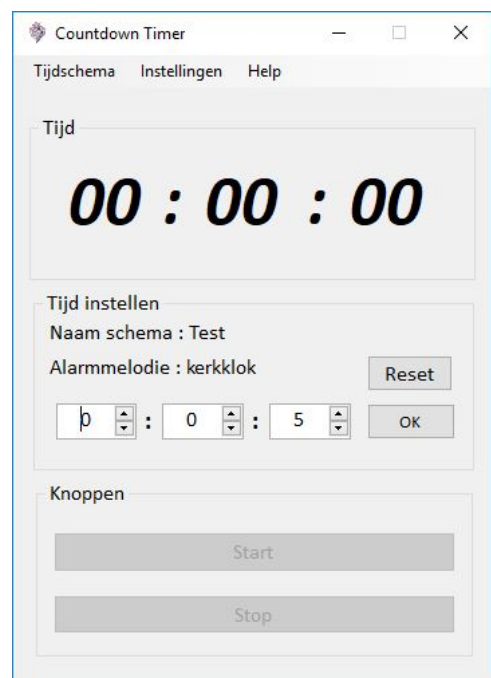 Countdown Timer
Tijdschema Instellingen Help
Tijd
00 : 00 : 00
Tijd instellen
Naam schema : Test
Alarmmelodie : kerkklok
Reset
0 : 0 : 5
OK
Knoppen
Start
Stop